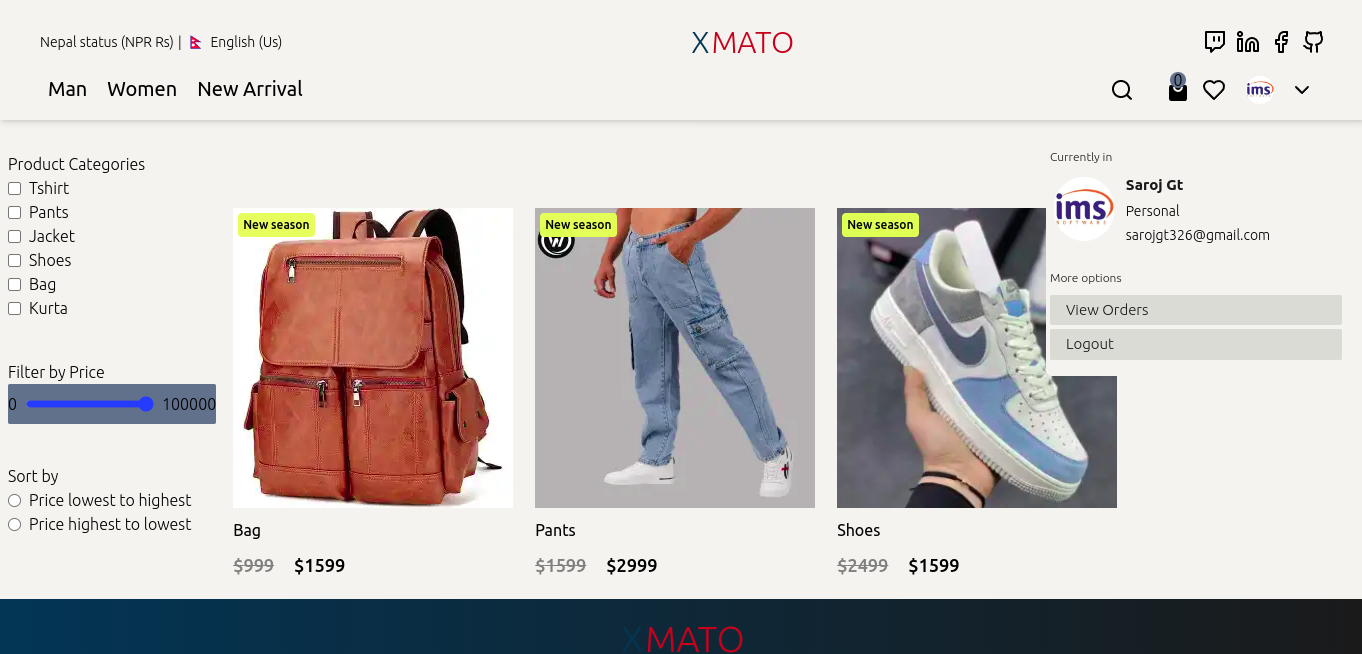 Nepal status (NPR Rs) | English (Us)
XMATO
Man Women New Arrival
0
ims
Product Categories
Tshirt
Pants
Jacket
Shoes
Bag
Kurta
Filter by Price
0 100000
Sort by
Price lowest to highest
Price highest to lowest
New season
Bag
$999 $1599
New season
W
Pants
$1599 $2999
New season
Shoes
$2499 $1599
Currently in
ims
SOFTWARE
Saroj Gt
Personal
sarojgt326@gmail.com
More options
View Orders
Logout
XMATO